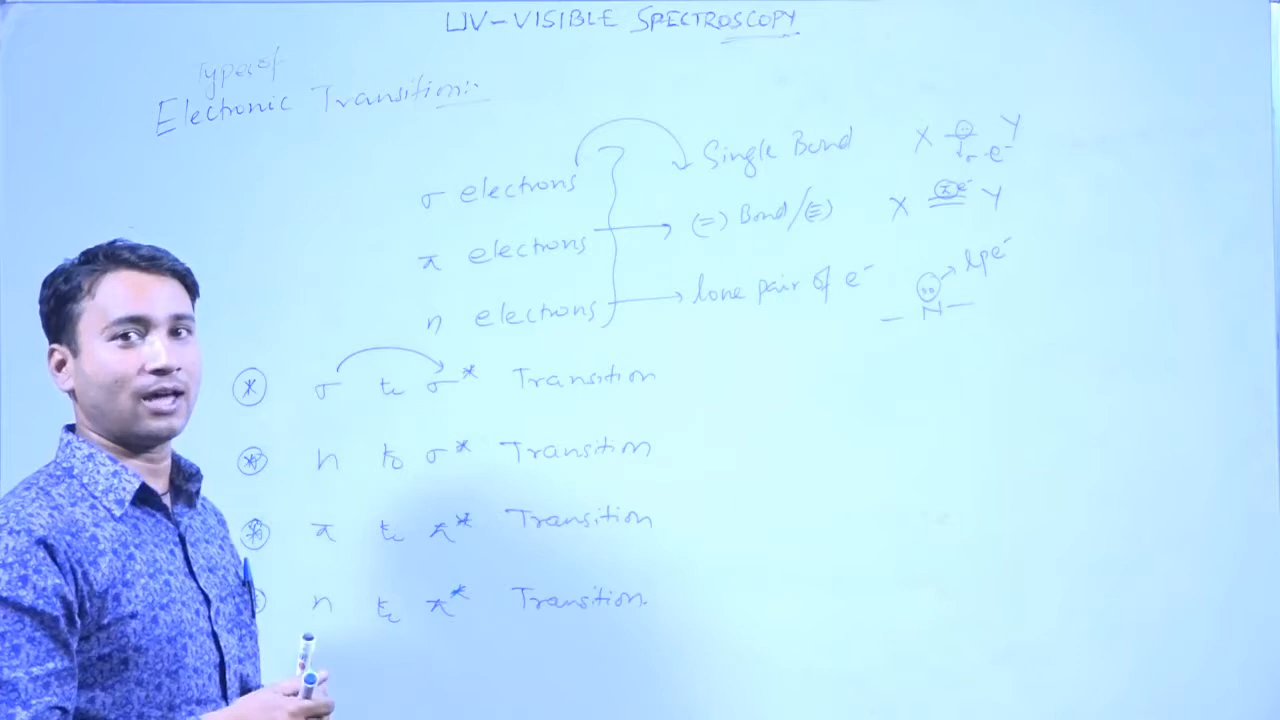 UV-VISIBLE SPECTROSCOPY
Types of
Electronic Transition:-
σ electrons Single Bond X Y
σ e⁻
π electrons (=) Bond/(≡) X π e⁻ Y
n electrons lone pair of e⁻ lpe⁻
-N-
* σ to σ* Transition
* n to σ* Transition
* π to π* Transition
n to π* Transition.